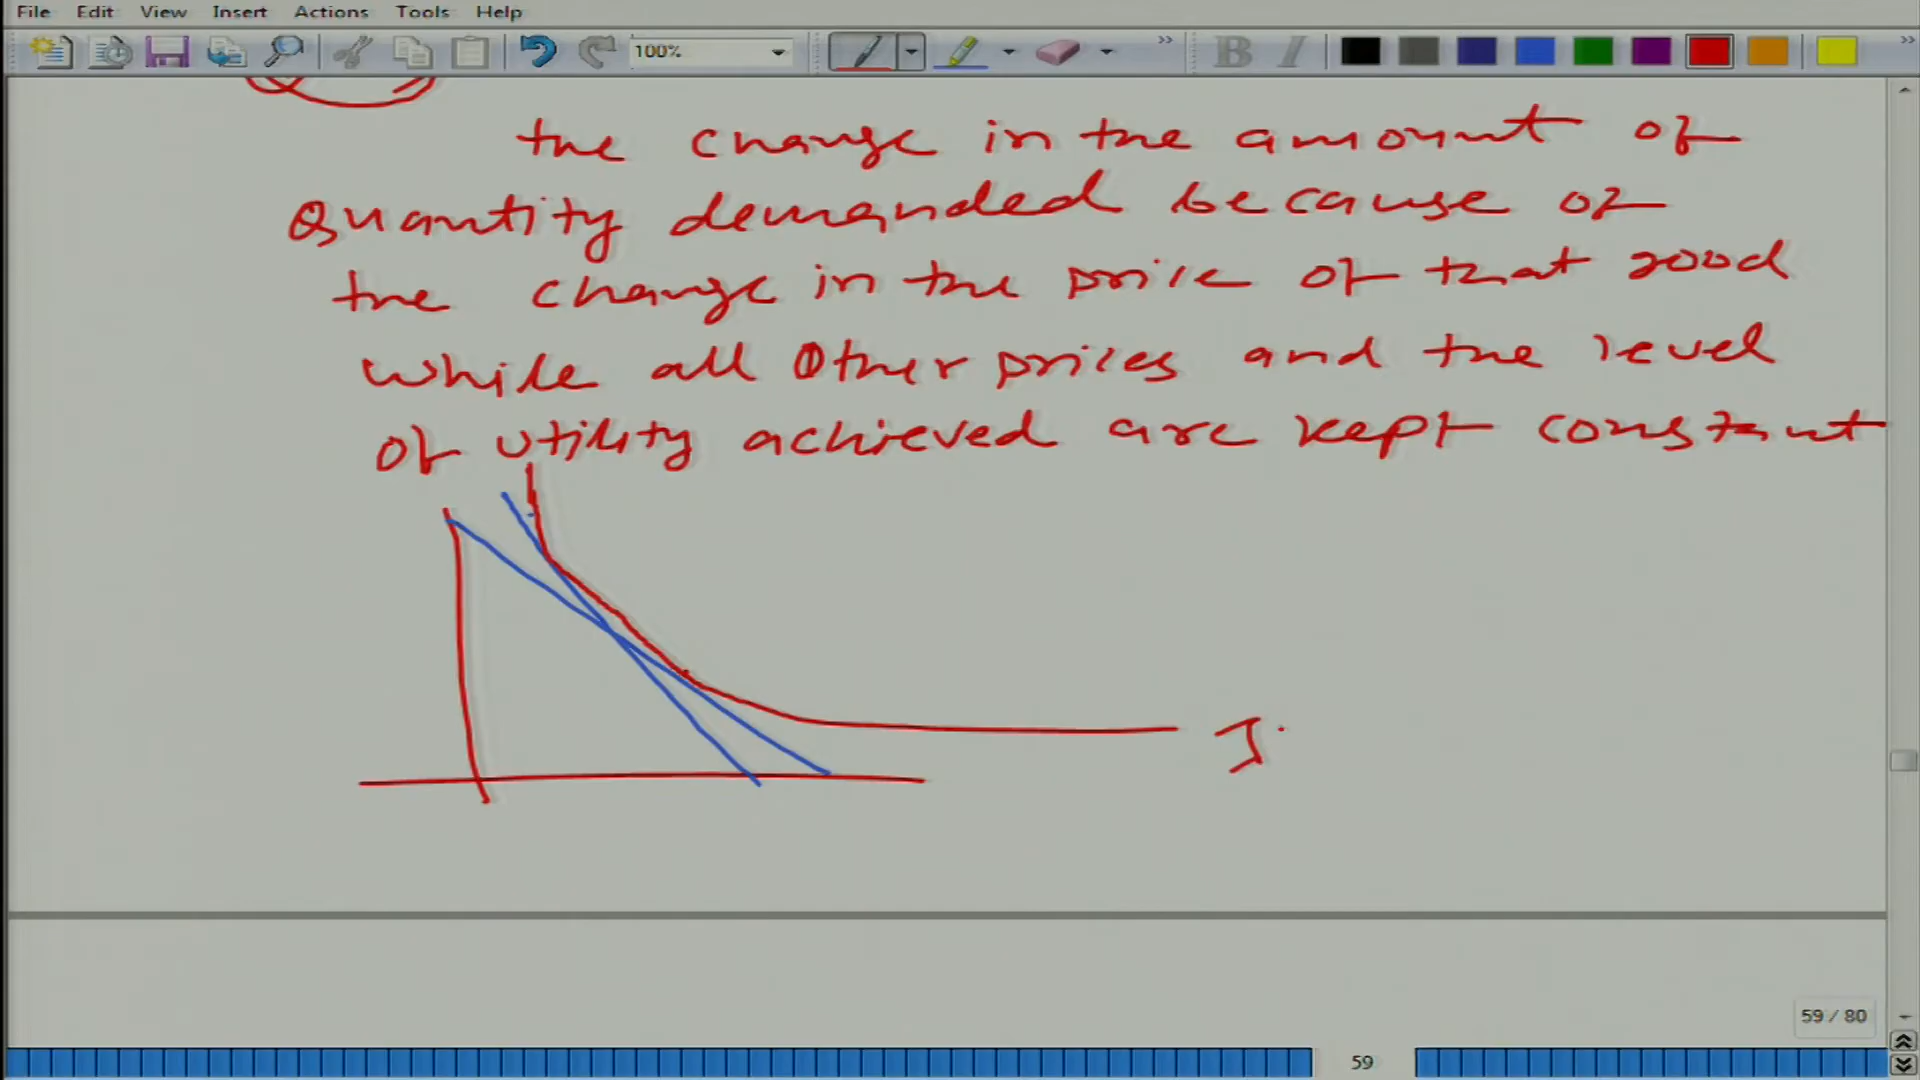 File Edit View Insert Actions Tools Help
100%
B I
the change in the amount of
Quantity demanded because of
the change in the price of that good
while all other prices and the level
of utility achieved are kept constant
I.
59 / 80
59